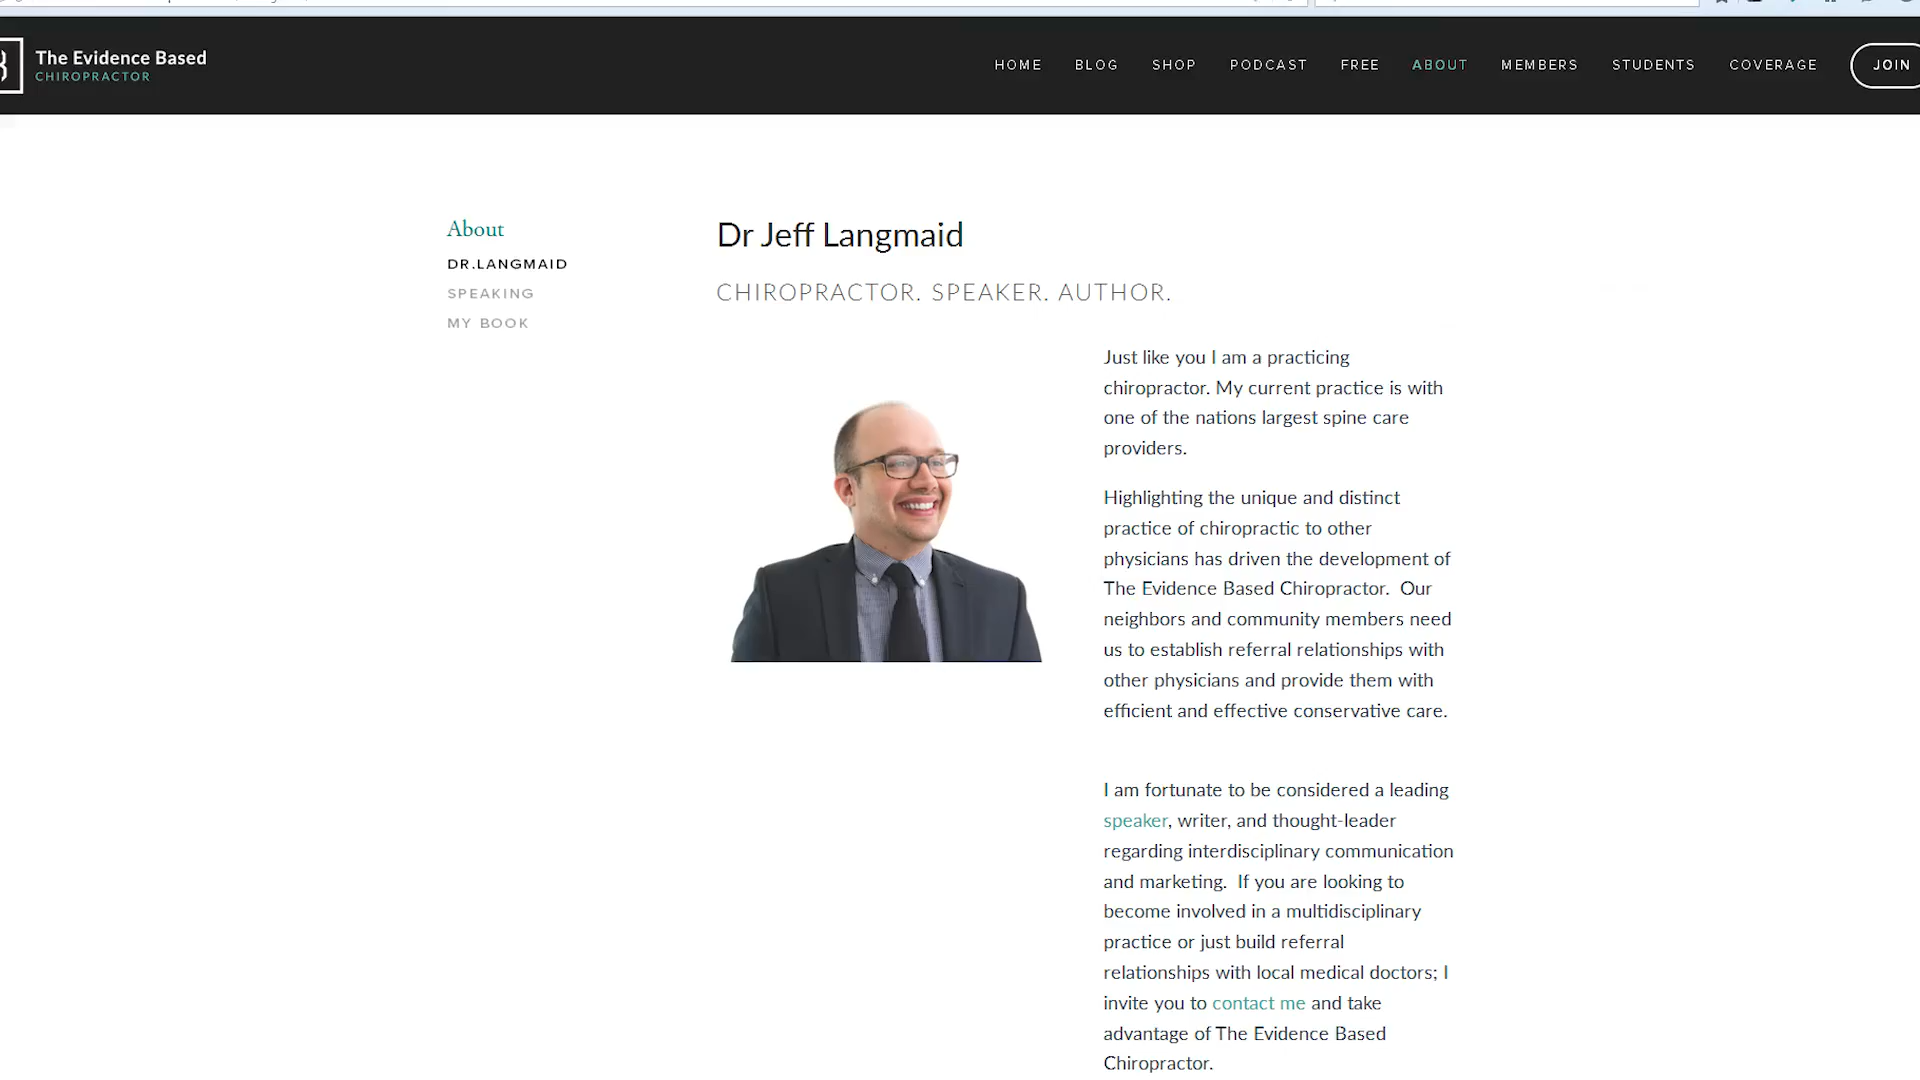 The Evidence Based
CHIROPRACTOR
HOME BLOG SHOP PODCAST FREE ABOUT MEMBERS STUDENTS COVERAGE JOIN
About
DR.LANGMAID
SPEAKING
MY BOOK
Dr Jeff Langmaid
CHIROPRACTOR. SPEAKER. AUTHOR.
Just like you I am a practicing
chiropractor. My current practice is with
one of the nations largest spine care
providers.
Highlighting the unique and distinct
practice of chiropractic to other
physicians has driven the development of
The Evidence Based Chiropractor.  Our
neighbors and community members need
us to establish referral relationships with
other physicians and provide them with
efficient and effective conservative care.
I am fortunate to be considered a leading
speaker, writer, and thought-leader
regarding interdisciplinary communication
and marketing.  If you are looking to
become involved in a multidisciplinary
practice or just build referral
relationships with local medical doctors; I
invite you to contact me and take
advantage of The Evidence Based
Chiropractor.